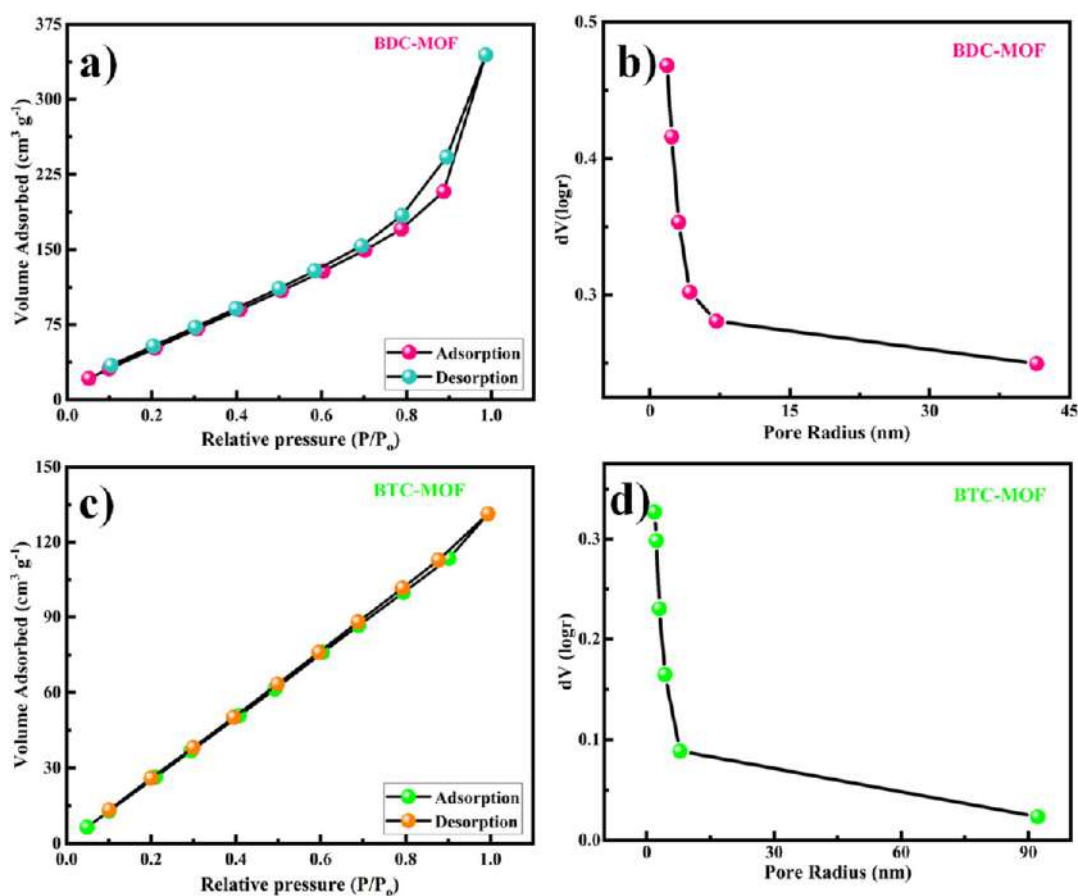 a)
BDC-MOF
375
300
225
150
75
0
Volume Adsorbed (cm³ g⁻¹)
Adsorption
Desorption
0.0 0.2 0.4 0.6 0.8 1.0
Relative pressure (P/Pₒ)
b)
BDC-MOF
0.5
0.4
0.3
dV(logr)
0 15 30 45
Pore Radius (nm)
c)
BTC-MOF
150
120
90
60
30
0
Volume Adsorbed (cm³ g⁻¹)
Adsorption
Desorption
0.0 0.2 0.4 0.6 0.8 1.0
Relative pressure (P/Pₒ)
d)
BTC-MOF
0.3
0.2
0.1
0.0
dV (logr)
0 30 60 90
Pore Radius (nm)